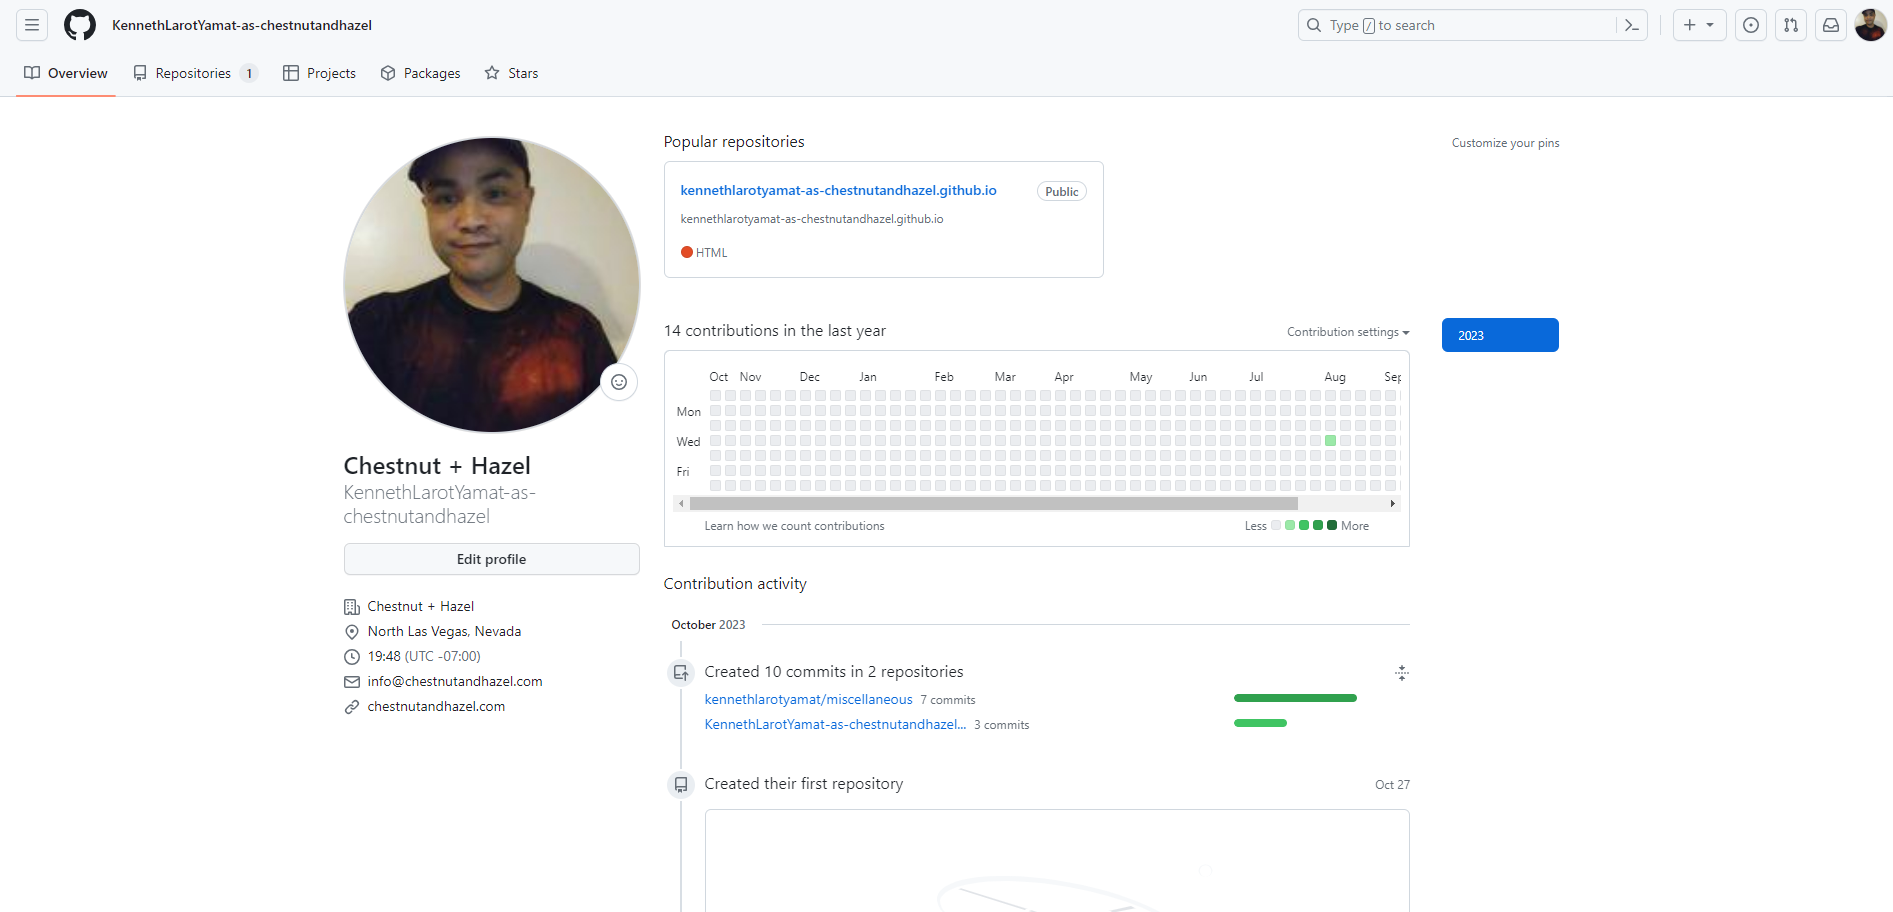 KennethLarotYamat-as-chestnutandhazel
Type / to search
Overview
Repositories 1
Projects
Packages
Stars
Chestnut + Hazel
KennethLarotYamat-as-
chestnutandhazel
Edit profile
Chestnut + Hazel
North Las Vegas, Nevada
19:48 (UTC -07:00)
info@chestnutandhazel.com
chestnutandhazel.com
Popular repositories
Customize your pins
kennethlarotyamat-as-chestnutandhazel.github.io
Public
kennethlarotyamat-as-chestnutandhazel.github.io
HTML
14 contributions in the last year
Contribution settings
2023
Oct Nov Dec Jan Feb Mar Apr May Jun Jul Aug Sep
Mon
Wed
Fri
Learn how we count contributions
Less More
Contribution activity
October 2023
Created 10 commits in 2 repositories
kennethlarotyamat/miscellaneous 7 commits
KennethLarotYamat-as-chestnutandhazel... 3 commits
Created their first repository
Oct 27